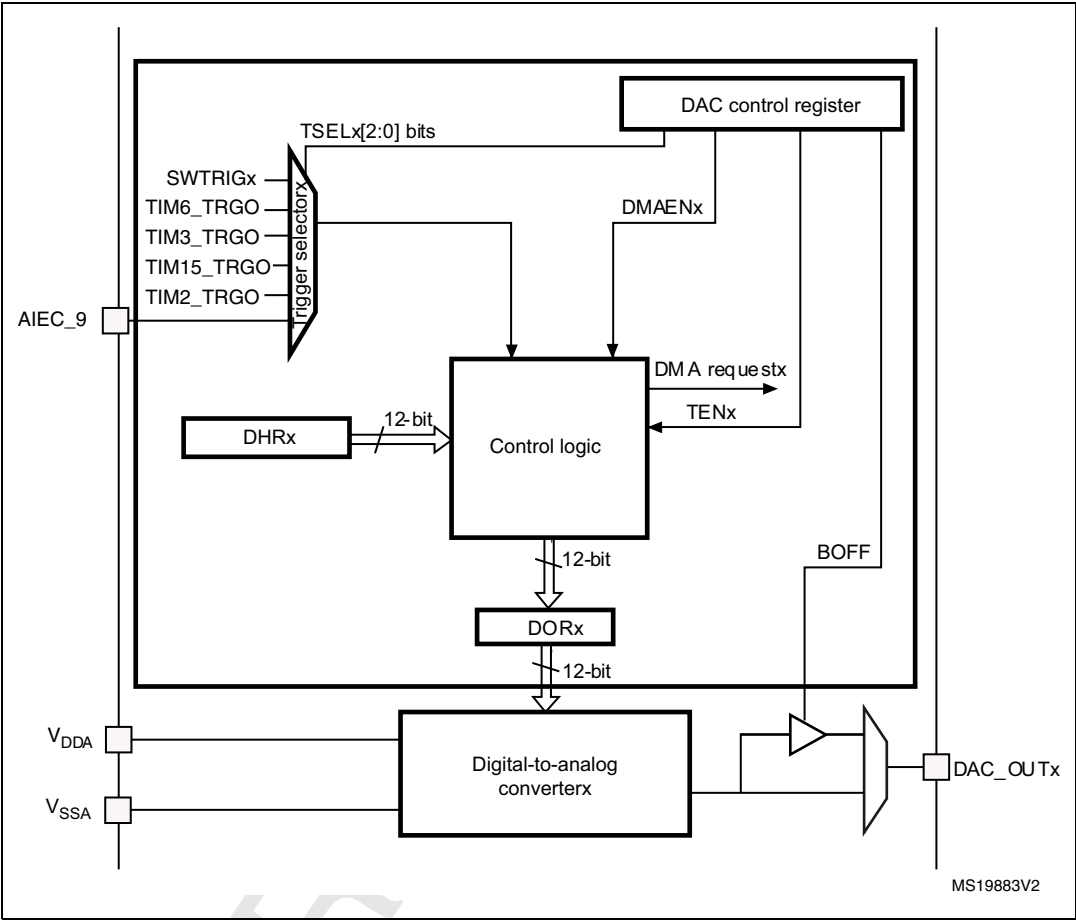 DAC control register
TSELx[2:0] bits
SWTRIGx
TIM6_TRGO
TIM3_TRGO
TIM15_TRGO
TIM2_TRGO
Trigger selectorx
AIEC_9
DMAENx
DMA requestx
TENx
DHRx
12-bit
Control logic
12-bit
BOFF
DORx
12-bit
VDDA
VSSA
Digital-to-analog
converterx
DAC_OUTx
MS19883V2